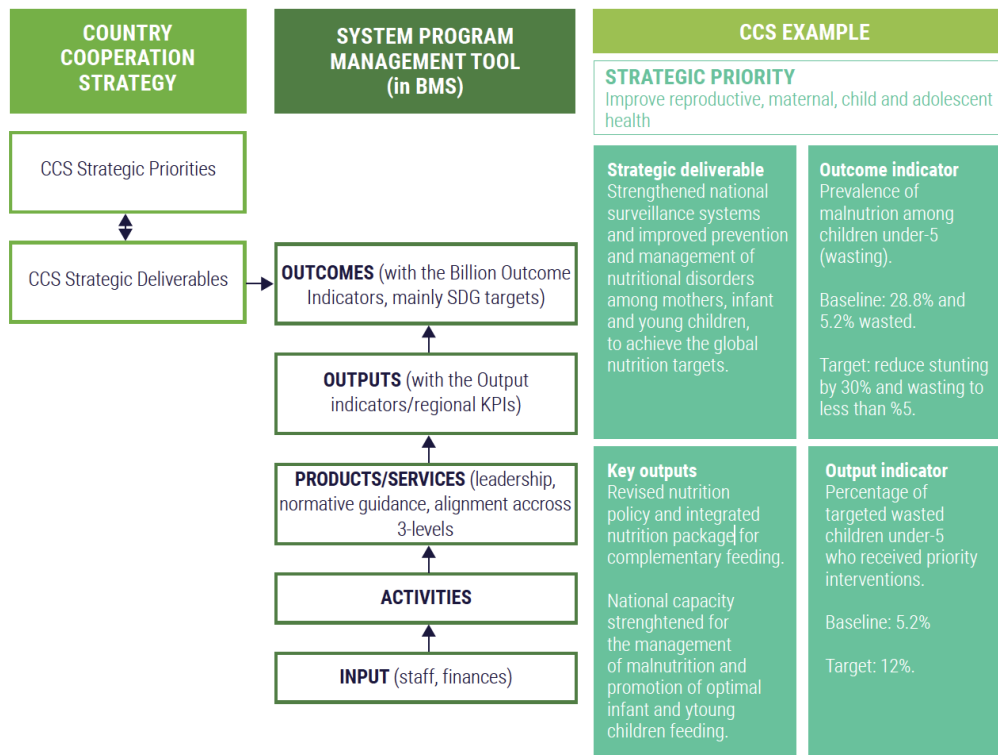 COUNTRY
COOPERATION
STRATEGY
CCS Strategic Priorities
CCS Strategic Deliverables
SYSTEM PROGRAM
MANAGEMENT TOOL
(in BMS)
OUTCOMES (with the Billion Outcome
Indicators, mainly SDG targets)
OUTPUTS (with the Output
indicators/regional KPIs)
PRODUCTS/SERVICES (leadership,
normative guidance, alignment accross
3-levels
ACTIVITIES
INPUT (staff, finances)
CCS EXAMPLE
STRATEGIC PRIORITY
Improve reproductive, maternal, child and adolescent
health
Strategic deliverable
Strengthened national
surveillance systems
and improved prevention
and management of
nutritional disorders
among mothers, infant
and young children,
to achieve the global
nutrition targets.
Outcome indicator
Prevalence of
malnutrion among
children under-5
(wasting).
Baseline: 28.8% and
5.2% wasted.
Target: reduce stunting
by 30% and wasting to
less than %5.
Key outputs
Revised nutrition
policy and integrated
nutrition package for
complementary feeding.
National capacity
strenghtened for
the management
of malnutrition and
promotion of optimal
infant and ytoung
children feeding.
Output indicator
Percentage of
targeted wasted
children under-5
who received priority
interventions.
Baseline: 5.2%
Target: 12%.